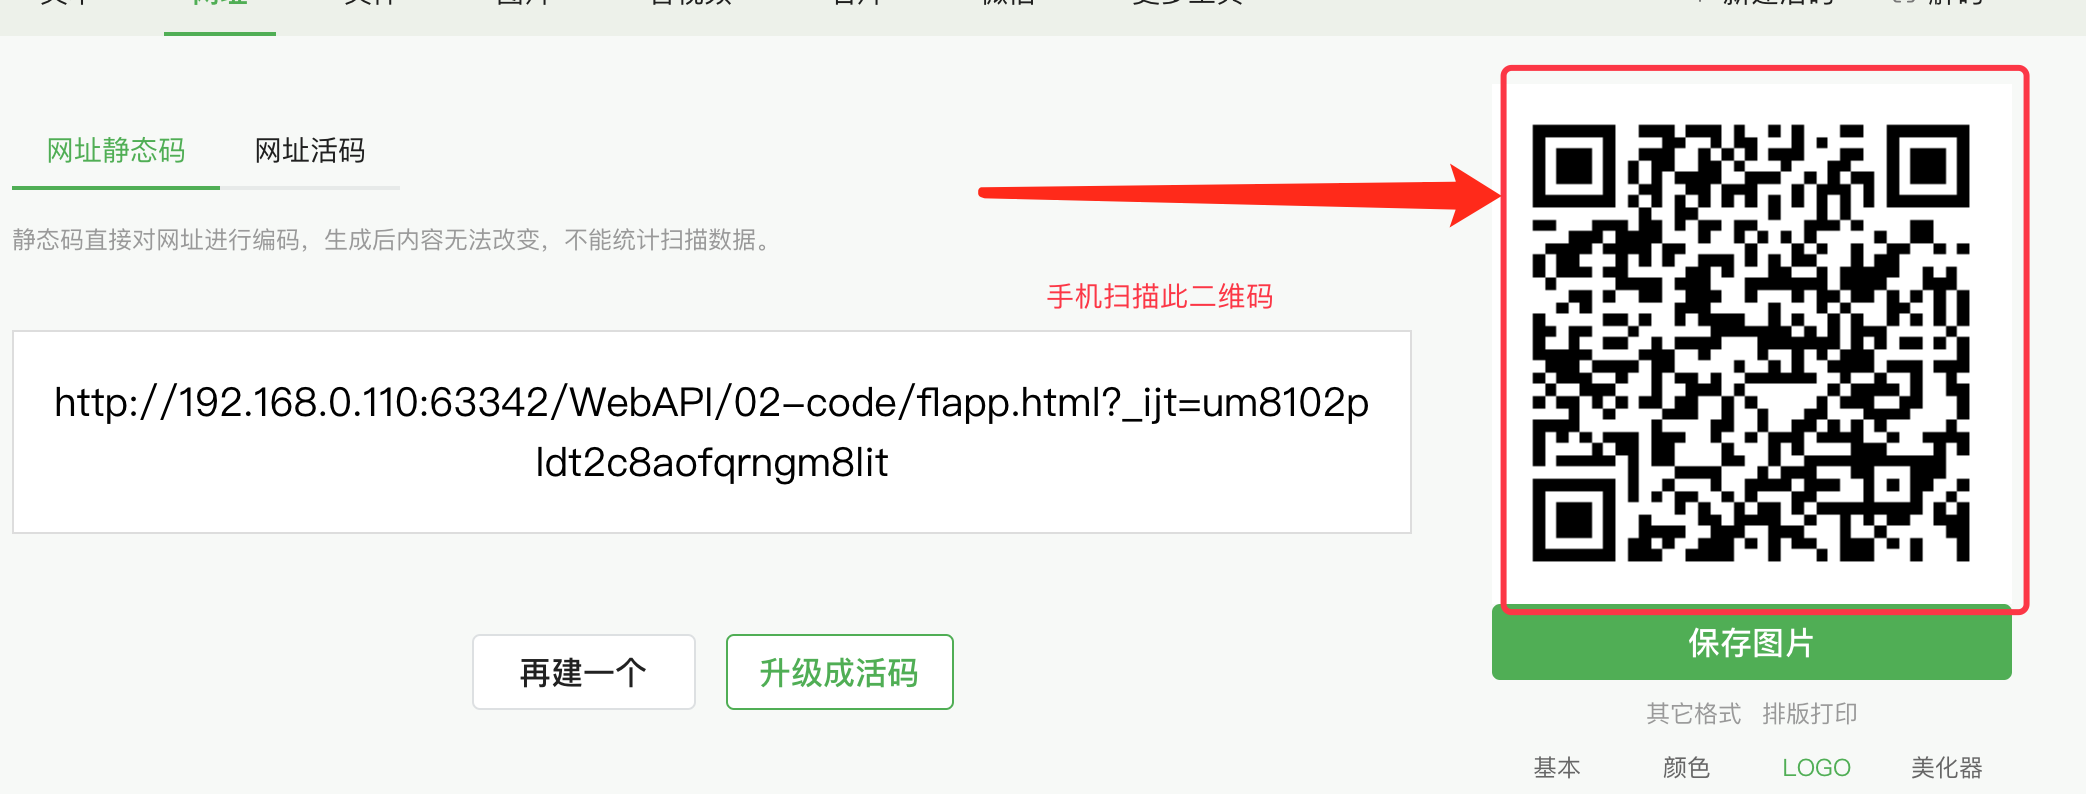 网址
网址静态码 网址活码
静态码直接对网址进行编码，生成后内容无法改变，不能统计扫描数据。
手机扫描此二维码
http://192.168.0.110:63342/WebAPI/02-code/flapp.html?_ijt=um8102p
ldt2c8aofqrngm8lit
再建一个 升级成活码
保存图片
其它格式 排版打印
基本 颜色 LOGO 美化器